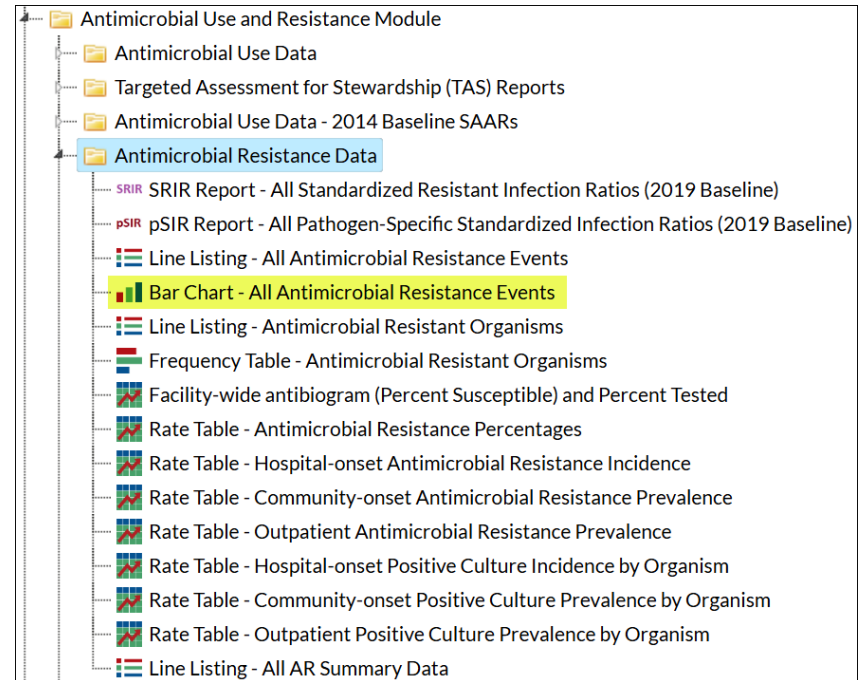 Antimicrobial Use and Resistance Module
Antimicrobial Use Data
Targeted Assessment for Stewardship (TAS) Reports
Antimicrobial Use Data - 2014 Baseline SAARs
Antimicrobial Resistance Data
SRIR SRIR Report - All Standardized Resistant Infection Ratios (2019 Baseline)
pSIR pSIR Report - All Pathogen-Specific Standardized Infection Ratios (2019 Baseline)
Line Listing - All Antimicrobial Resistance Events
Bar Chart - All Antimicrobial Resistance Events
Line Listing - Antimicrobial Resistant Organisms
Frequency Table - Antimicrobial Resistant Organisms
Facility-wide antibiogram (Percent Susceptible) and Percent Tested
Rate Table - Antimicrobial Resistance Percentages
Rate Table - Hospital-onset Antimicrobial Resistance Incidence
Rate Table - Community-onset Antimicrobial Resistance Prevalence
Rate Table - Outpatient Antimicrobial Resistance Prevalence
Rate Table - Hospital-onset Positive Culture Incidence by Organism
Rate Table - Community-onset Positive Culture Prevalence by Organism
Rate Table - Outpatient Positive Culture Prevalence by Organism
Line Listing - All AR Summary Data